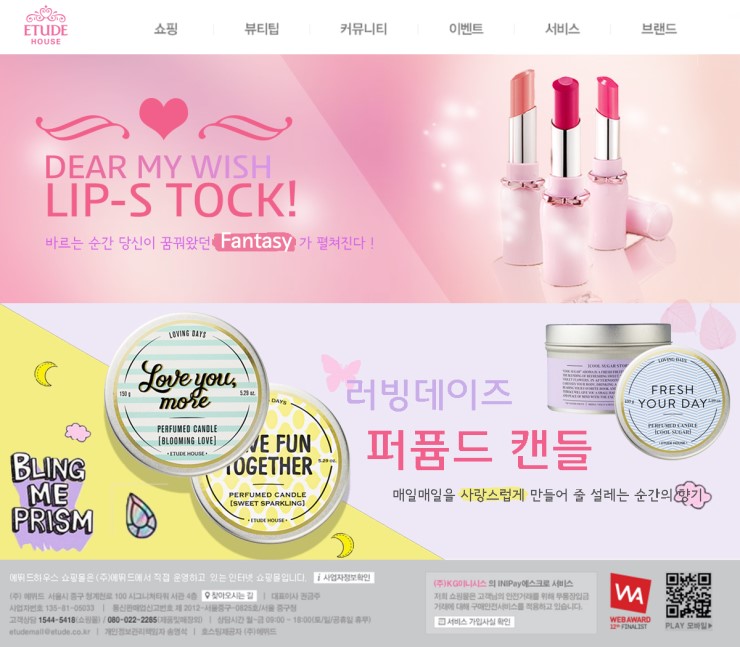 ETUDE
HOUSE
쇼핑 뷰티팁 커뮤니티 이벤트 서비스 브랜드
DEAR MY WISH
LIP-S TOCK!
바르는 순간 당신이 꿈꿔왔던 Fantasy 가 펼쳐진다 !
LOVING DAYS
Love you,
more
150 g 5.29 oz.
PERFUMED CANDLE
[BLOOMING LOVE]
• ETUDE HOUSE •
DAYS
VE FUN
TOGETHER
5.29 oz.
PERFUMED CANDLE
[SWEET SPARKLING]
• ETUDE HOUSE •
BLING
ME
PRISM
러빙데이즈
퍼퓸드 캔들
매일매일을 사랑스럽게 만들어 줄 설레는 순간의 향기
[COOL SUGAR
LOVING DAYS
FRESH
YOUR DAY
PERFUMED CANDLE
[COOL SUGAR]
• ETUDE HOUSE •
에뛰드하우스 쇼핑몰은 (주)에뛰드에서 직접 운영하고 있는 인터넷 쇼핑몰입니다. i 사업자정보확인
(주) 에뛰드 서울시 중구 청계천로 100 시그니쳐타워 서관 4층 찾아오시는 길 | 대표이사 권금주
사업자번호 135-81-05033 | 통신판매업신고번호 제 2012-서울중구-0825호/서울 중구청
고객상담 1544-5418(쇼핑몰) / 080-022-2285(제품및매장외) | 상담시간 월~금 09:00 ~ 18:00(토/일/공휴일 휴무)
etudemail@etude.co.kr | 개인정보관리책임자 송명석 | 호스팅제공자 (주)에뛰드
(주)KG이니시스 의 INIPay에스크로 서비스
저희 쇼핑몰은 고객님의 안전거래를 위해 무통장입금
거래에 대해 구매안전서비스를 적용하고 있습니다.
서비스 가입사실 확인
WA
WEB AWARD
12th FINALIST
PLAY 모바일